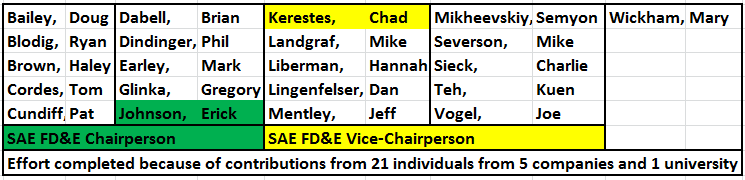 Bailey, Doug Dabell, Brian Kerestes, Chad Mikheevskiy, Semyon Wickham, Mary
Blodig, Ryan Dindinger, Phil Landgraf, Mike Severson, Mike
Brown, Haley Earley, Mark Liberman, Hannah Sieck, Charlie
Cordes, Tom Glinka, Gregory Lingenfelser, Dan Teh, Kuen
Cundiff, Pat Johnson, Erick Mentley, Jeff Vogel, Joe
SAE FD&E Chairperson SAE FD&E Vice-Chairperson
Effort completed because of contributions from 21 individuals from 5 companies and 1 university